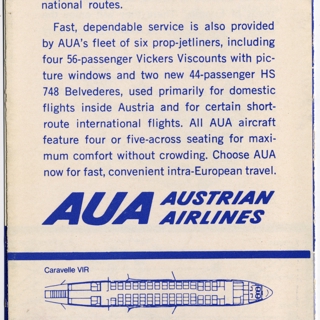 national routes.
Fast, dependable service is also provided
by AUA's fleet of six prop-jetliners, including
four 56-passenger Vickers Viscounts with pic-
ture windows and two new 44-passenger HS
748 Belvederes, used primarily for domestic
flights inside Austria and for certain short-
route international flights. All AUA aircraft
feature four or five-across seating for maxi-
mum comfort without crowding. Choose AUA
now for fast, convenient intra-European travel.
AUA AUSTRIAN
AIRLINES
Caravelle VIR